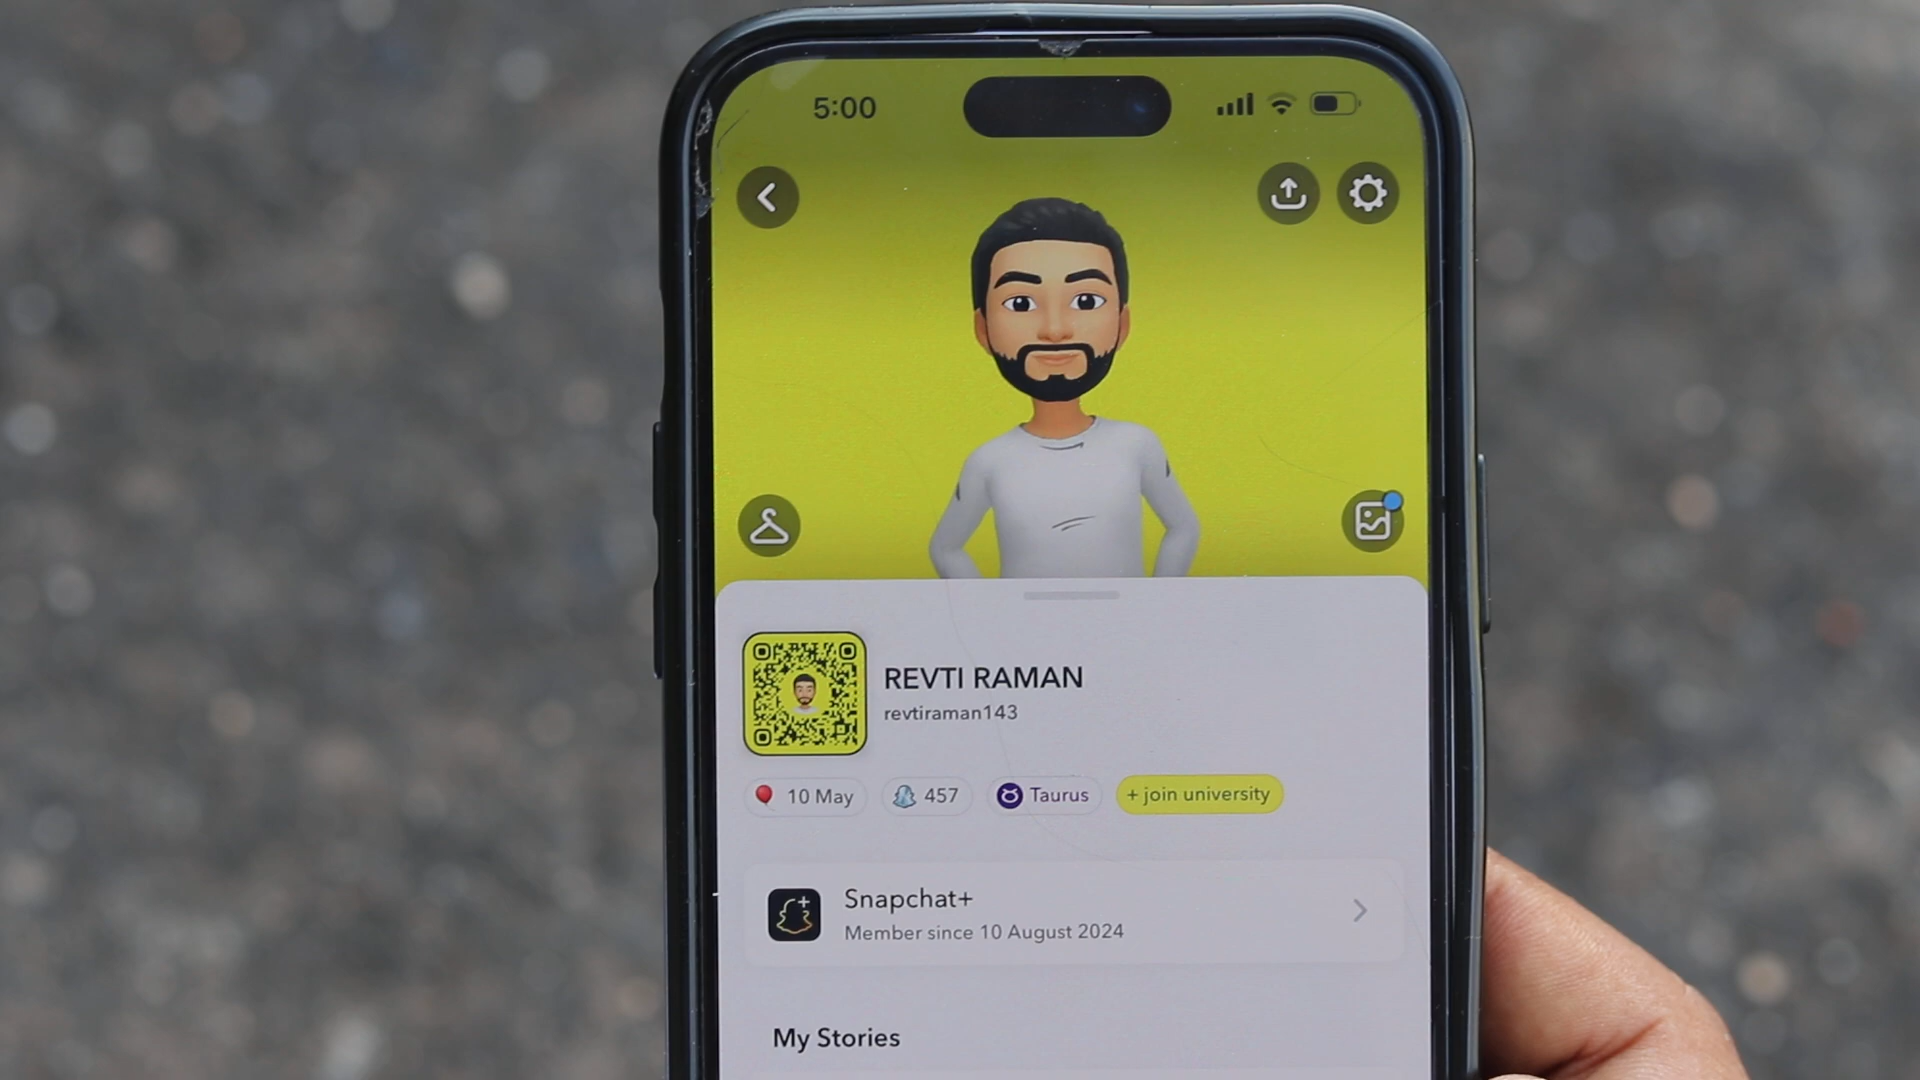 5:00
REVTI RAMAN
revtiraman143
10 May
457
Taurus
+ join university
Snapchat+
Member since 10 August 2024
My Stories